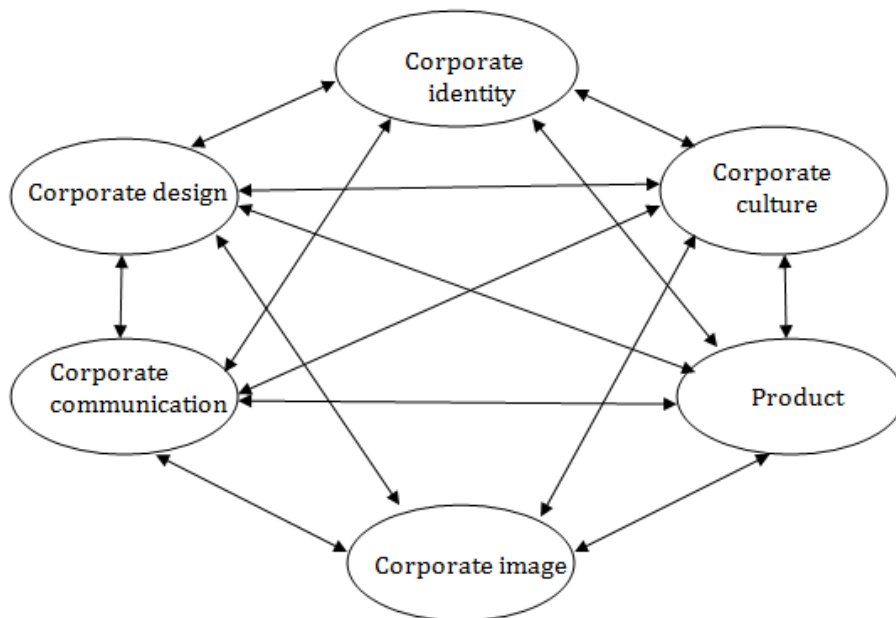 Corporate
identity
Corporate design
Corporate
culture
Corporate
communication
Product
Corporate image